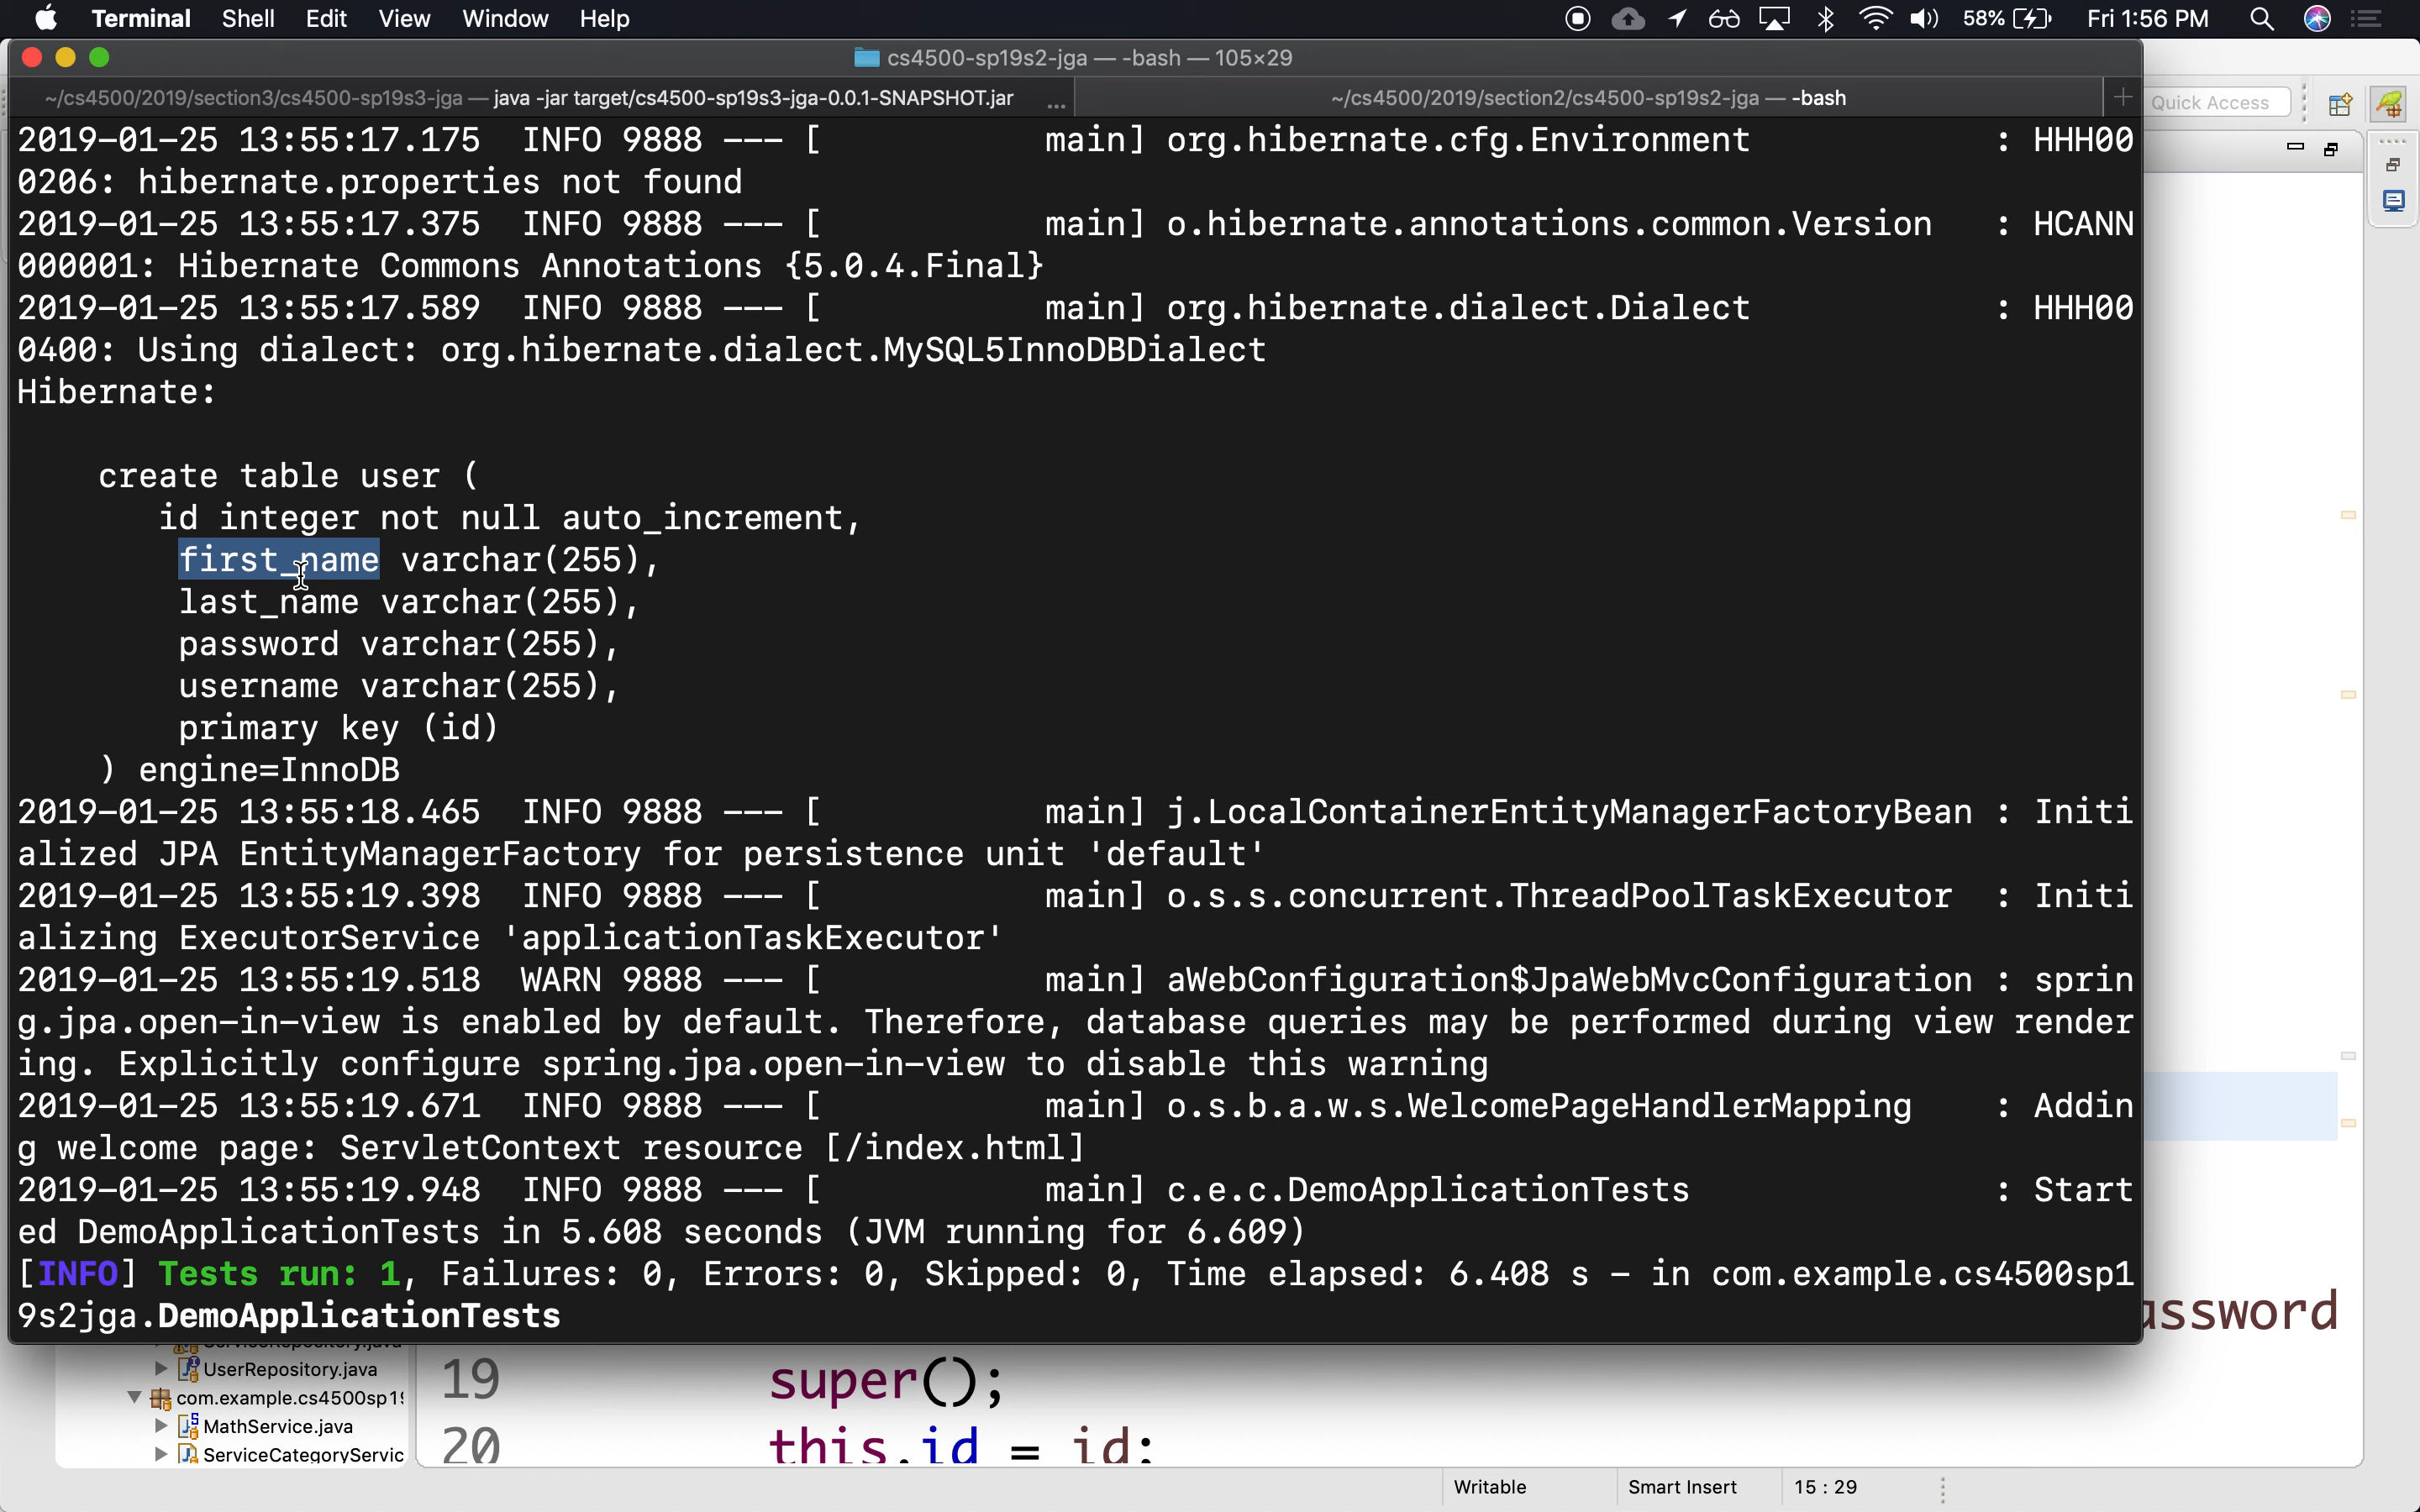 Terminal Shell Edit View Window Help 58% Fri 1:56 PM
cs4500-sp19s2-jga — -bash — 105×29
~/cs4500/2019/section3/cs4500-sp19s3-jga — java -jar target/cs4500-sp19s3-jga-0.0.1-SNAPSHOT.jar ... ~/cs4500/2019/section2/cs4500-sp19s2-jga — -bash +
Quick Access
2019-01-25 13:55:17.175  INFO 9888 --- [           main] org.hibernate.cfg.Environment            : HHH00
0206: hibernate.properties not found
2019-01-25 13:55:17.375  INFO 9888 --- [           main] o.hibernate.annotations.common.Version   : HCANN
000001: Hibernate Commons Annotations {5.0.4.Final}
2019-01-25 13:55:17.589  INFO 9888 --- [           main] org.hibernate.dialect.Dialect            : HHH00
0400: Using dialect: org.hibernate.dialect.MySQL5InnoDBDialect
Hibernate:
create table user (
id integer not null auto_increment,
first_name varchar(255),
last_name varchar(255),
password varchar(255),
username varchar(255),
primary key (id)
) engine=InnoDB
2019-01-25 13:55:18.465  INFO 9888 --- [           main] j.LocalContainerEntityManagerFactoryBean : Initi
alized JPA EntityManagerFactory for persistence unit 'default'
2019-01-25 13:55:19.398  INFO 9888 --- [           main] o.s.s.concurrent.ThreadPoolTaskExecutor  : Initi
alizing ExecutorService 'applicationTaskExecutor'
2019-01-25 13:55:19.518  WARN 9888 --- [           main] aWebConfiguration$JpaWebMvcConfiguration : sprin
g.jpa.open-in-view is enabled by default. Therefore, database queries may be performed during view render
ing. Explicitly configure spring.jpa.open-in-view to disable this warning
2019-01-25 13:55:19.671  INFO 9888 --- [           main] o.s.b.a.w.s.WelcomePageHandlerMapping    : Addin
g welcome page: ServletContext resource [/index.html]
2019-01-25 13:55:19.948  INFO 9888 --- [           main] c.e.c.DemoApplicationTests               : Start
ed DemoApplicationTests in 5.608 seconds (JVM running for 6.609)
[INFO] Tests run: 1, Failures: 0, Errors: 0, Skipped: 0, Time elapsed: 6.408 s - in com.example.cs4500sp1
9s2jga.DemoApplicationTests
assword
UserRepository.java
com.example.cs4500sp19
MathService.java
ServiceCategoryServic
19 super();
20 this.id = id;
Writable Smart Insert 15 : 29